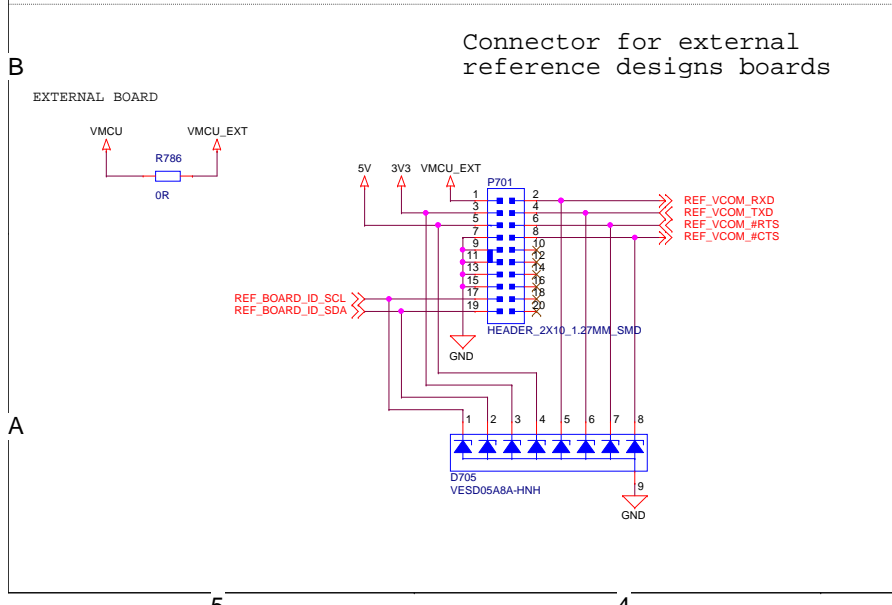 Connector for external
reference designs boards
B
EXTERNAL BOARD
VMCU
VMCU_EXT
R786
0R
5V
3V3
VMCU_EXT
P701
1
2
REF_VCOM_RXD
3
4
REF_VCOM_TXD
5
6
REF_VCOM_#RTS
7
8
REF_VCOM_#CTS
9
10
11
12
13
14
15
16
REF_BOARD_ID_SCL
17
18
REF_BOARD_ID_SDA
19
20
HEADER_2X10_1.27MM_SMD
GND
A
1
2
3
4
5
6
7
8
D705
VESD05A8A-HNH
9
GND
5
4